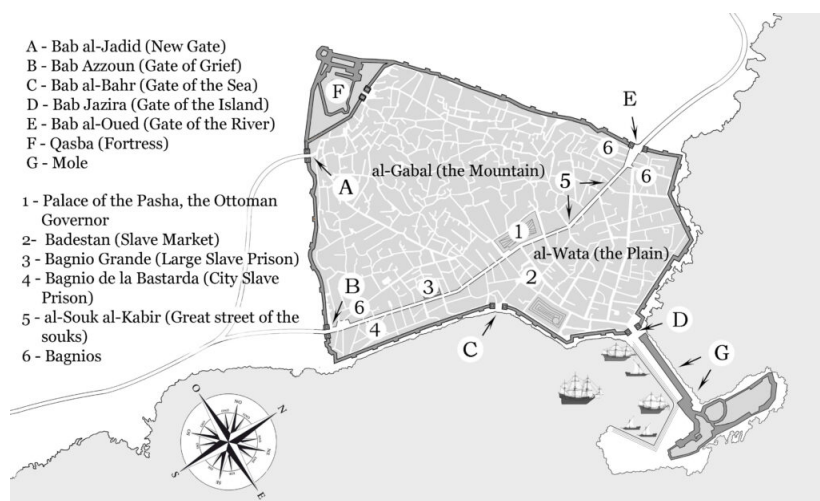 A - Bab al-Jadid (New Gate)
B - Bab Azzoun (Gate of Grief)
C - Bab al-Bahr (Gate of the Sea)
D - Bab Jazira (Gate of the Island)
E - Bab al-Oued (Gate of the River)
F - Qasba (Fortress)
G - Mole
1 - Palace of the Pasha, the Ottoman
Governor
2- Badestan (Slave Market)
3 - Bagnio Grande (Large Slave Prison)
4 - Bagnio de la Bastarda (City Slave
Prison)
5 - al-Souk al-Kabir (Great street of the
souks)
6 - Bagnios
F
E
6
A
al-Gabal (the Mountain)
5
6
1
al-Wata (the Plain)
3
2
B
6
4
D
C
G
O
N
S
E